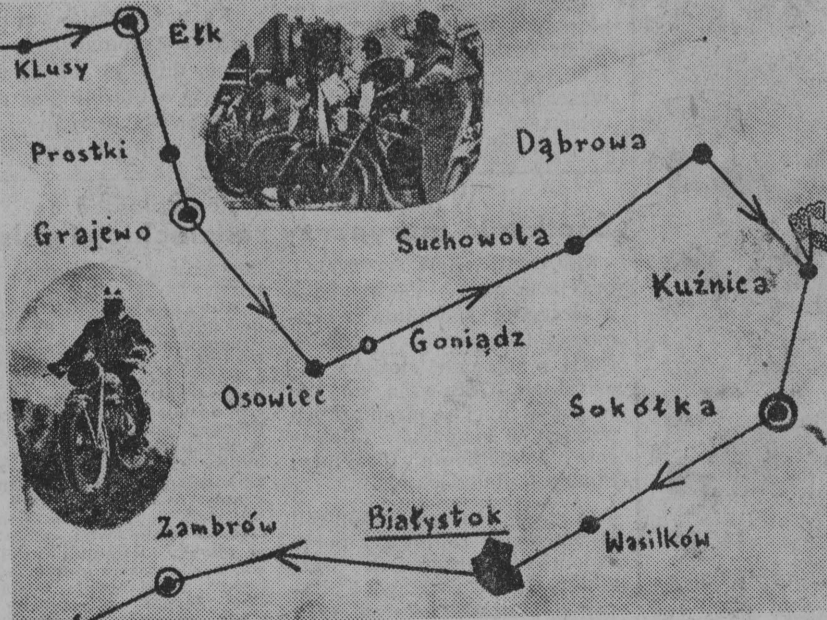 Ełk
Klusy
Prostki
Dąbrowa
Grajewo
Suchowola
Kuźnica
Goniądz
Osowiec
Sokółka
Zambrów
Białystok
Wasilków